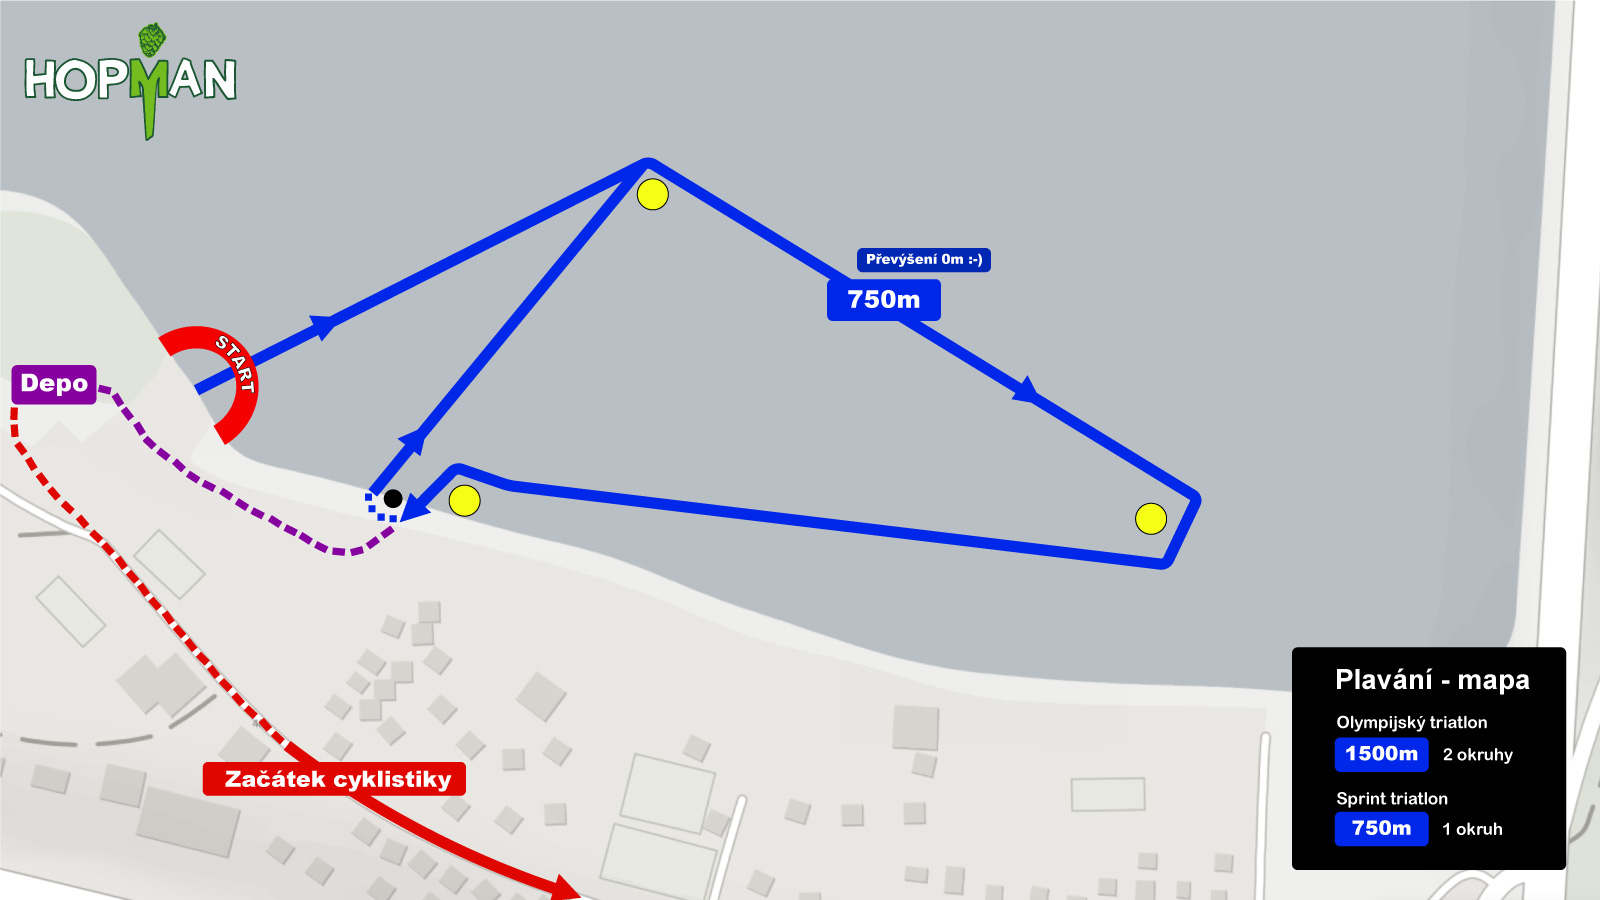 HOPMAN
Převýšení 0m :-)
750m
START
Depo
Začátek cyklistiky
Plavání - mapa
Olympijský triatlon
1500m 2 okruhy
Sprint triatlon
750m 1 okruh